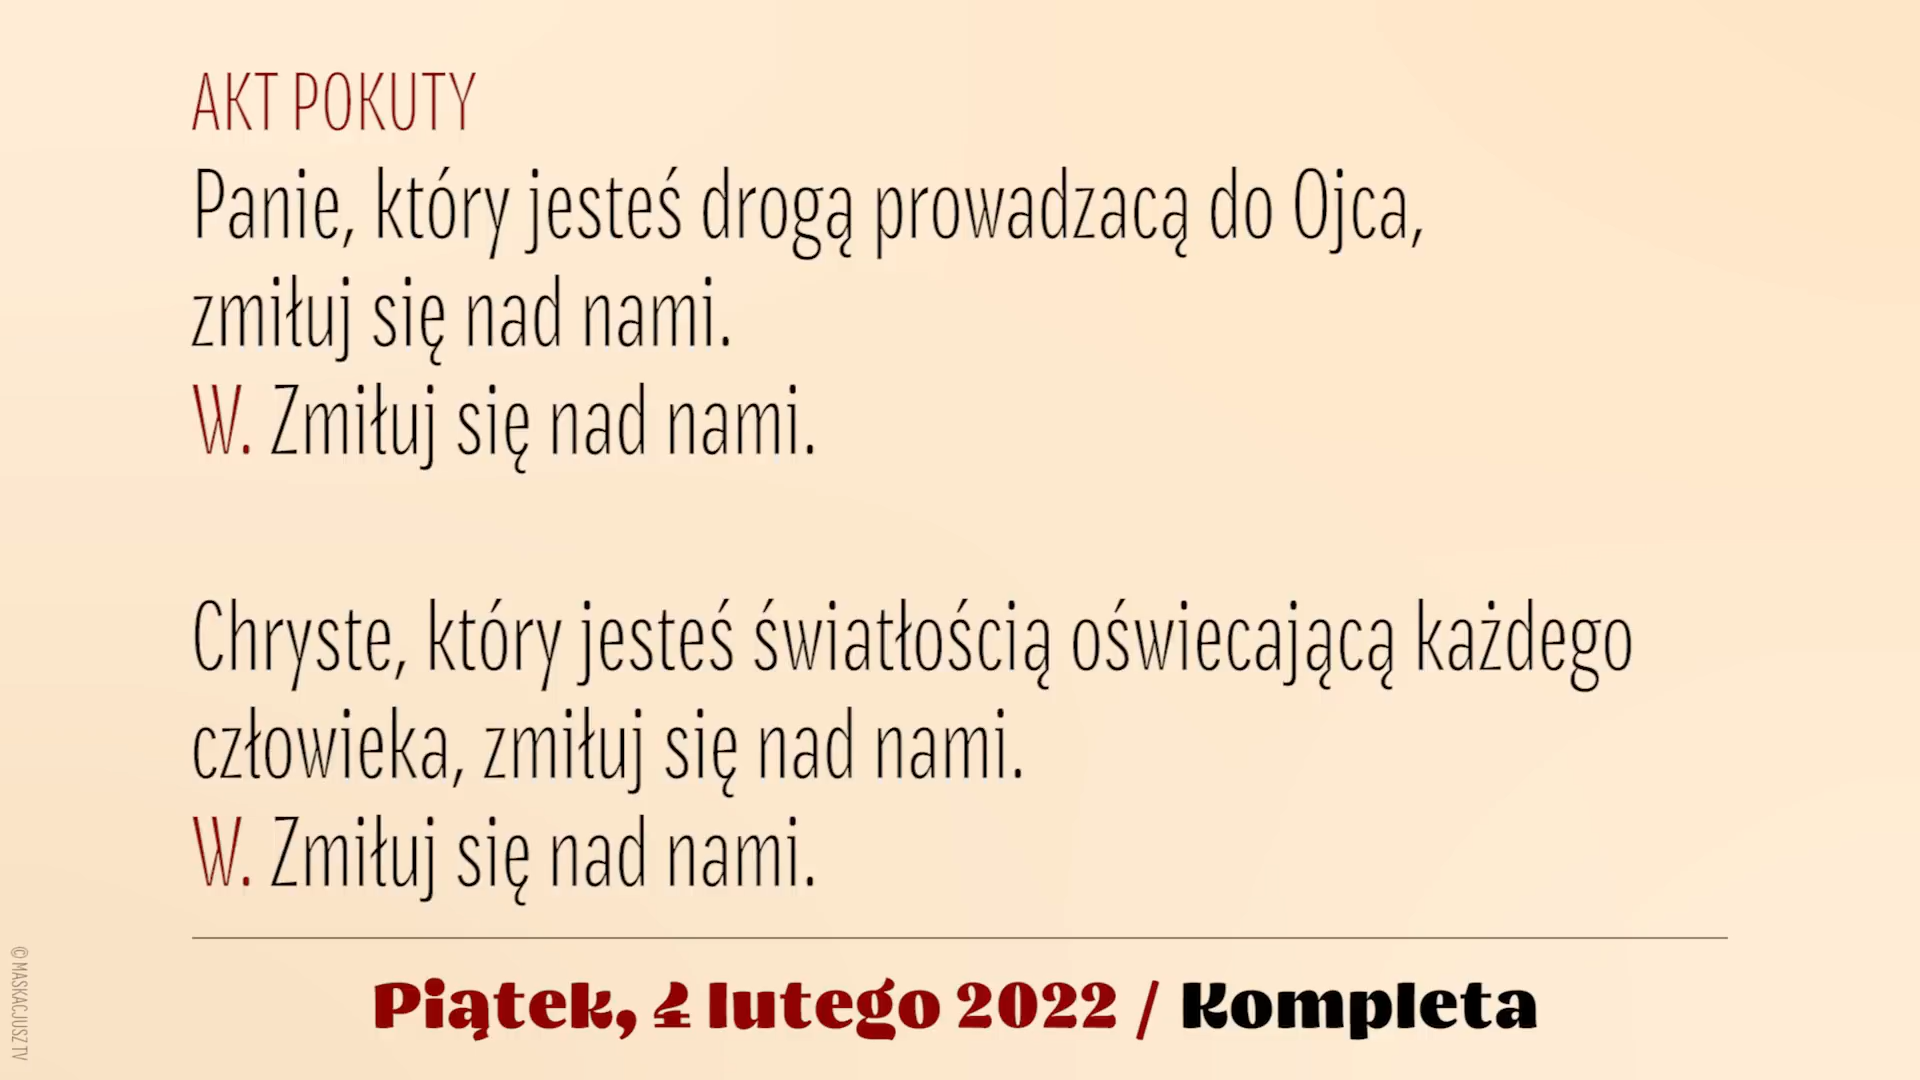 AKT POKUTY
Panie, który jesteś drogą prowadzacą do Ojca,
zmiłuj się nad nami.
W. Zmiłuj się nad nami.
Chryste, który jesteś światłością oświecającą każdego
człowieka, zmiłuj się nad nami.
W. Zmiłuj się nad nami.
Piątek, 4 lutego 2022 / Kompleta
© MASKACJUSZ TV